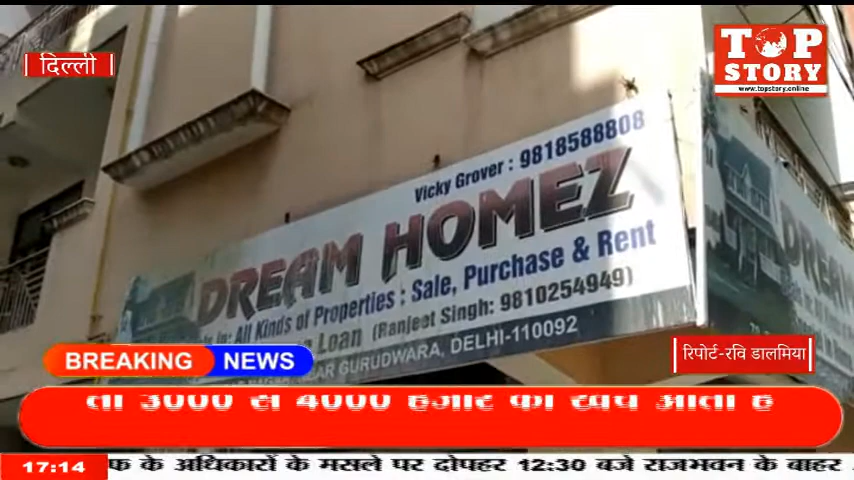 दिल्ली
TOP
STORY
www.topstory.online
Vicky Grover : 9818588808
DREAM HOMEZ
in: All Kinds of Properties : Sale, Purchase & Rent
Loan (Ranjeet Singh: 9810254949)
GURUDWARA, DELHI-110092
DREAM
रिपोर्ट-रवि डालमिया
BREAKING NEWS
3000 से 4000 हजार का खर्च आता है
17:14 फ के अधिकारों के मसले पर दोपहर 12:30 बजे राजभवन के बाहर